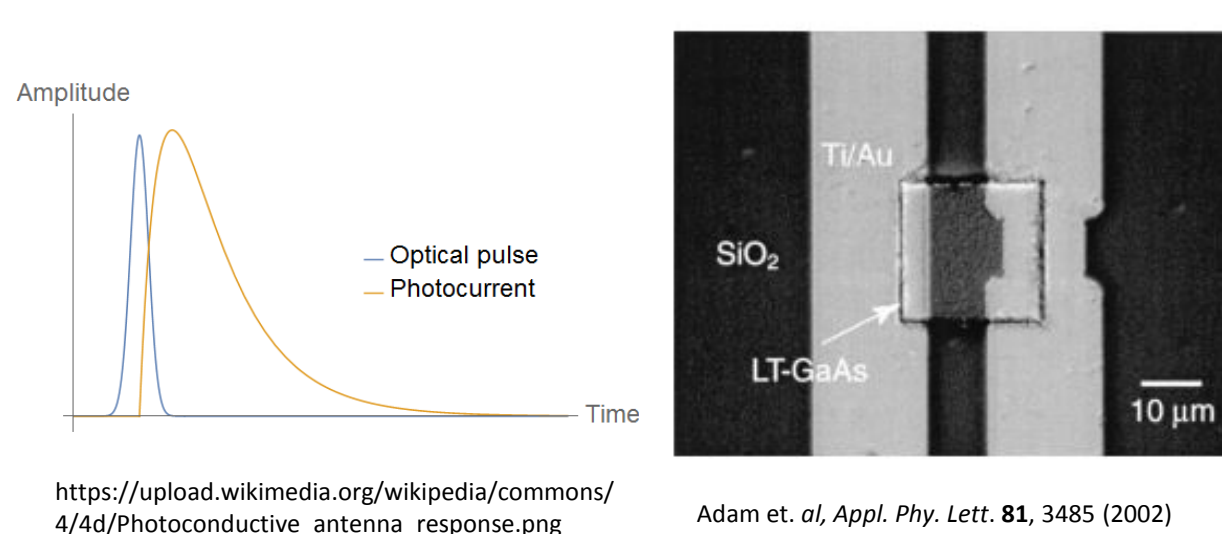 Amplitude
Optical pulse
Photocurrent
Time
https://upload.wikimedia.org/wikipedia/commons/
4/4d/Photoconductive_antenna_response.png
Ti/Au
SiO₂
LT-GaAs
10 μm
Adam et. al, Appl. Phy. Lett. 81, 3485 (2002)